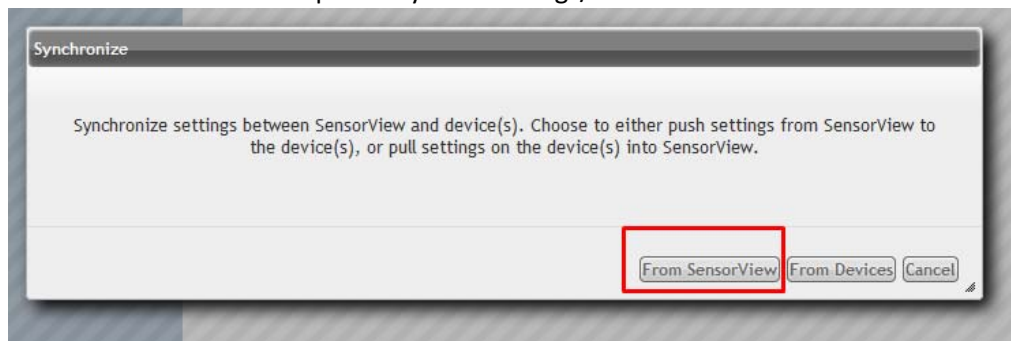 Synchronize
Synchronize settings between SensorView and device(s). Choose to either push settings from SensorView to
the device(s), or pull settings on the device(s) into SensorView.
From SensorView From Devices Cancel